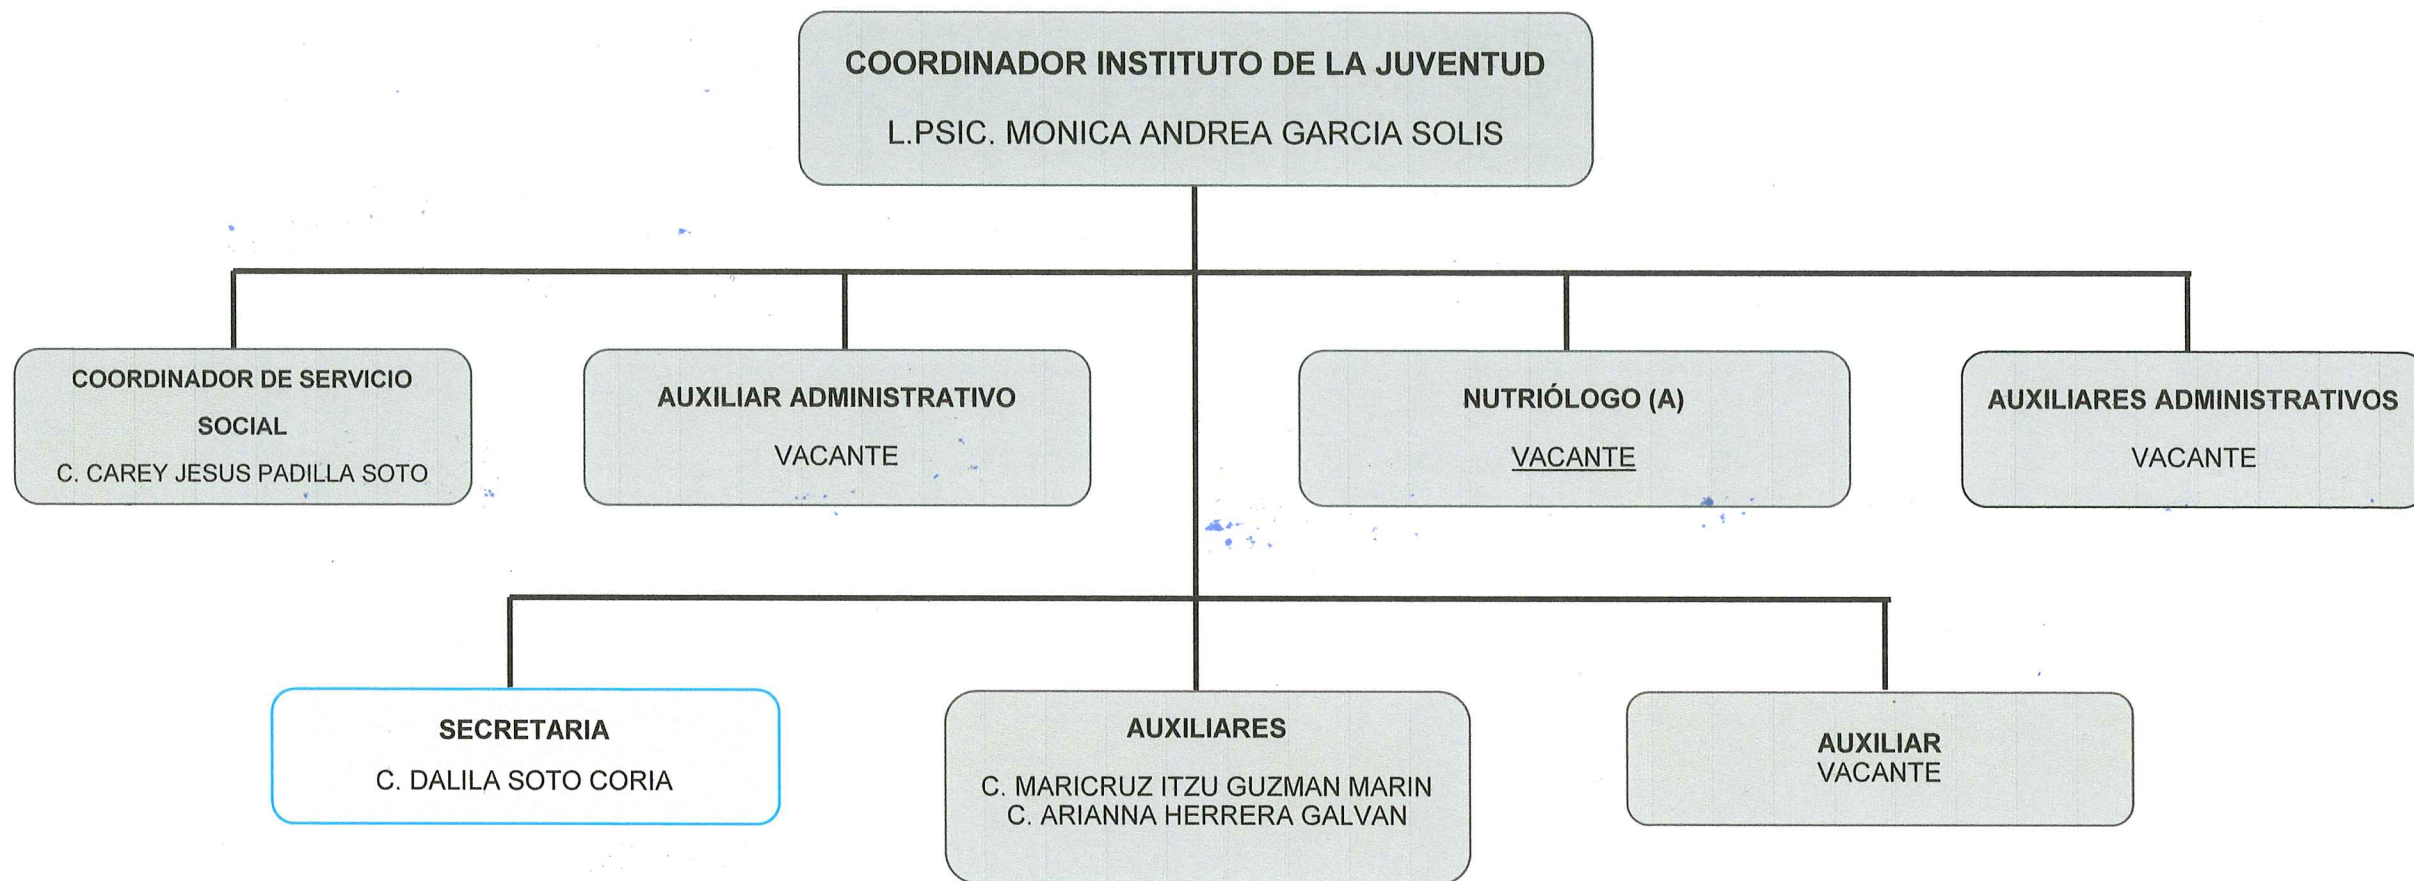 COORDINADOR INSTITUTO DE LA JUVENTUD
L.PSIC. MONICA ANDREA GARCIA SOLIS
COORDINADOR DE SERVICIO
SOCIAL
C. CAREY JESUS PADILLA SOTO
AUXILIAR ADMINISTRATIVO
VACANTE
NUTRIÓLOGO (A)
VACANTE
AUXILIARES ADMINISTRATIVOS
VACANTE
SECRETARIA
C. DALILA SOTO CORIA
AUXILIARES
C. MARICRUZ ITZU GUZMAN MARIN
C. ARIANNA HERRERA GALVAN
AUXILIAR
VACANTE